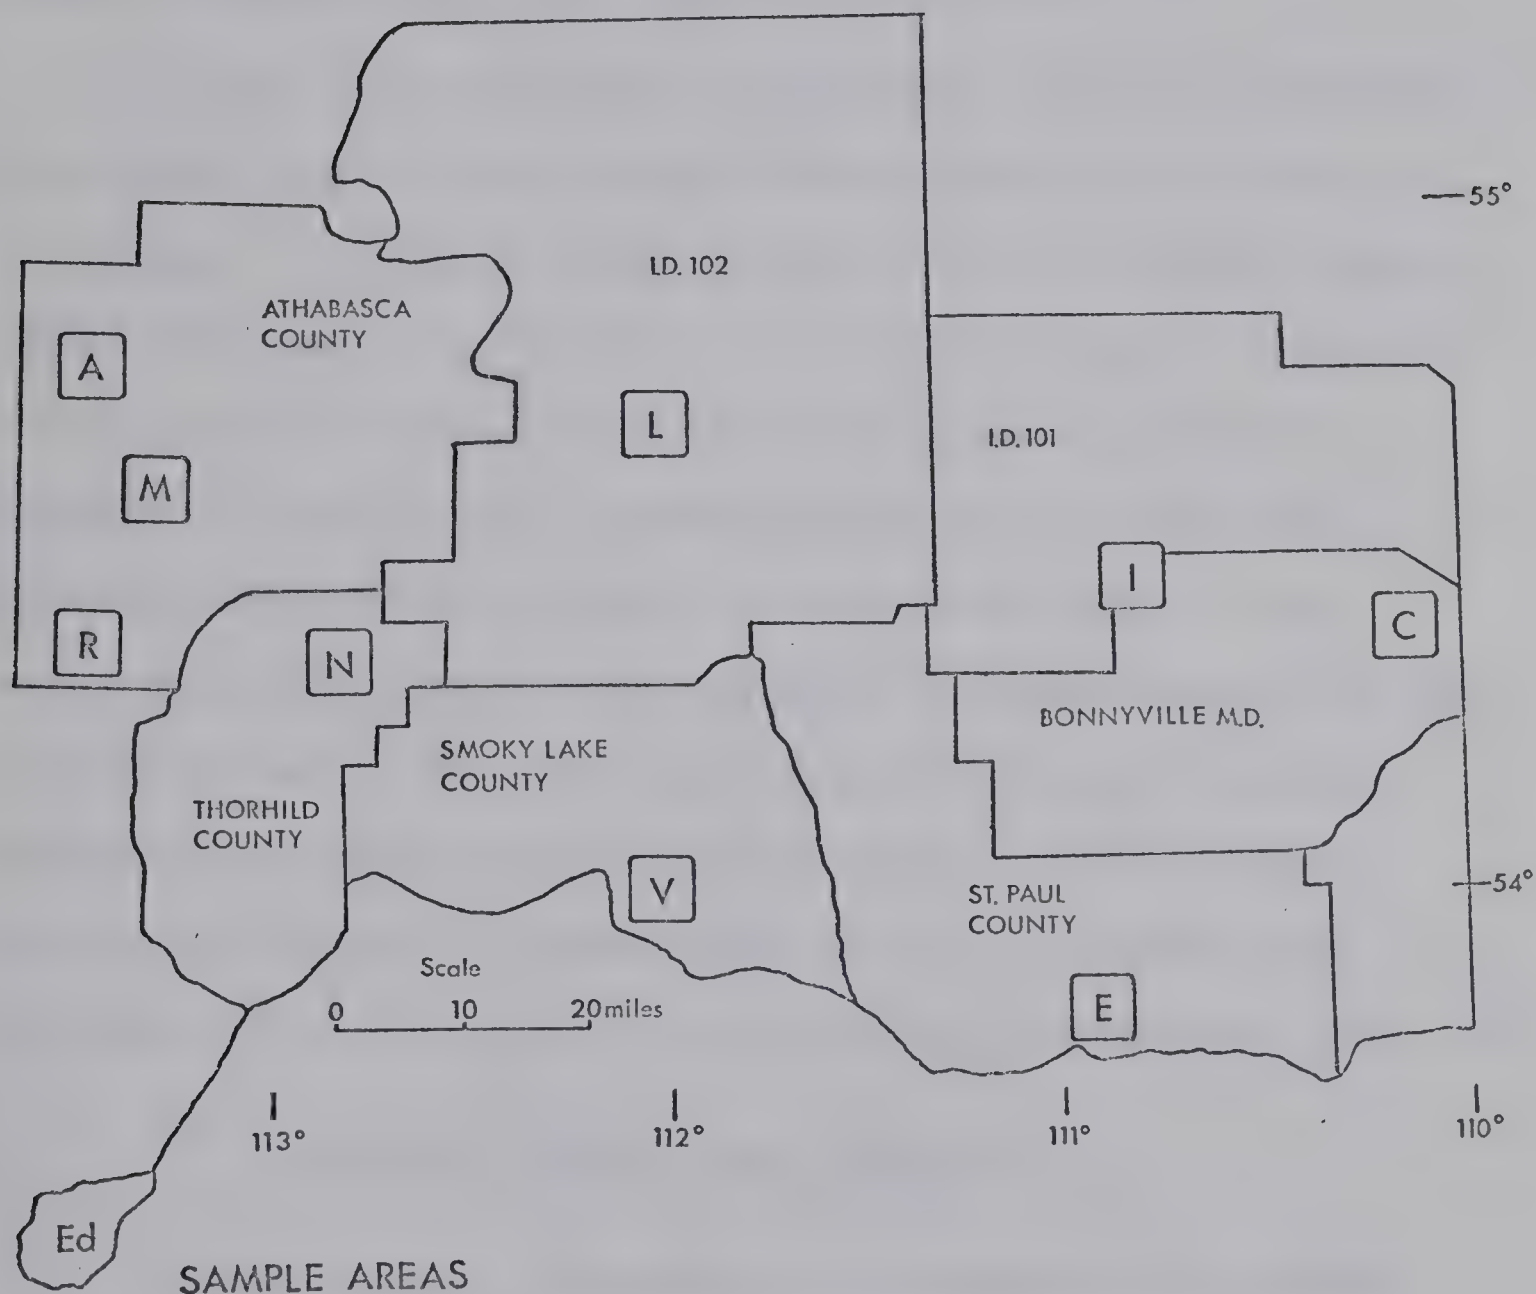 55°
I.D. 102
ATHABASCA
COUNTY
A
L
I.D. 101
M
I
C
R
N
BONNYVILLE M.D.
SMOKY LAKE
COUNTY
THORHILD
COUNTY
V
54°
ST. PAUL
COUNTY
Scale
0 10 20 miles
E
113° 112° 111° 110°
Ed
SAMPLE AREAS